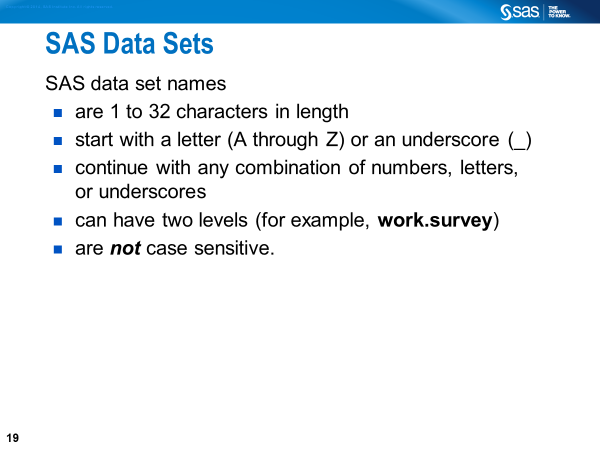 sas THE
POWER
TO KNOW.
SAS Data Sets
SAS data set names
are 1 to 32 characters in length
start with a letter (A through Z) or an underscore (_)
continue with any combination of numbers, letters,
or underscores
can have two levels (for example, work.survey)
are not case sensitive.
19